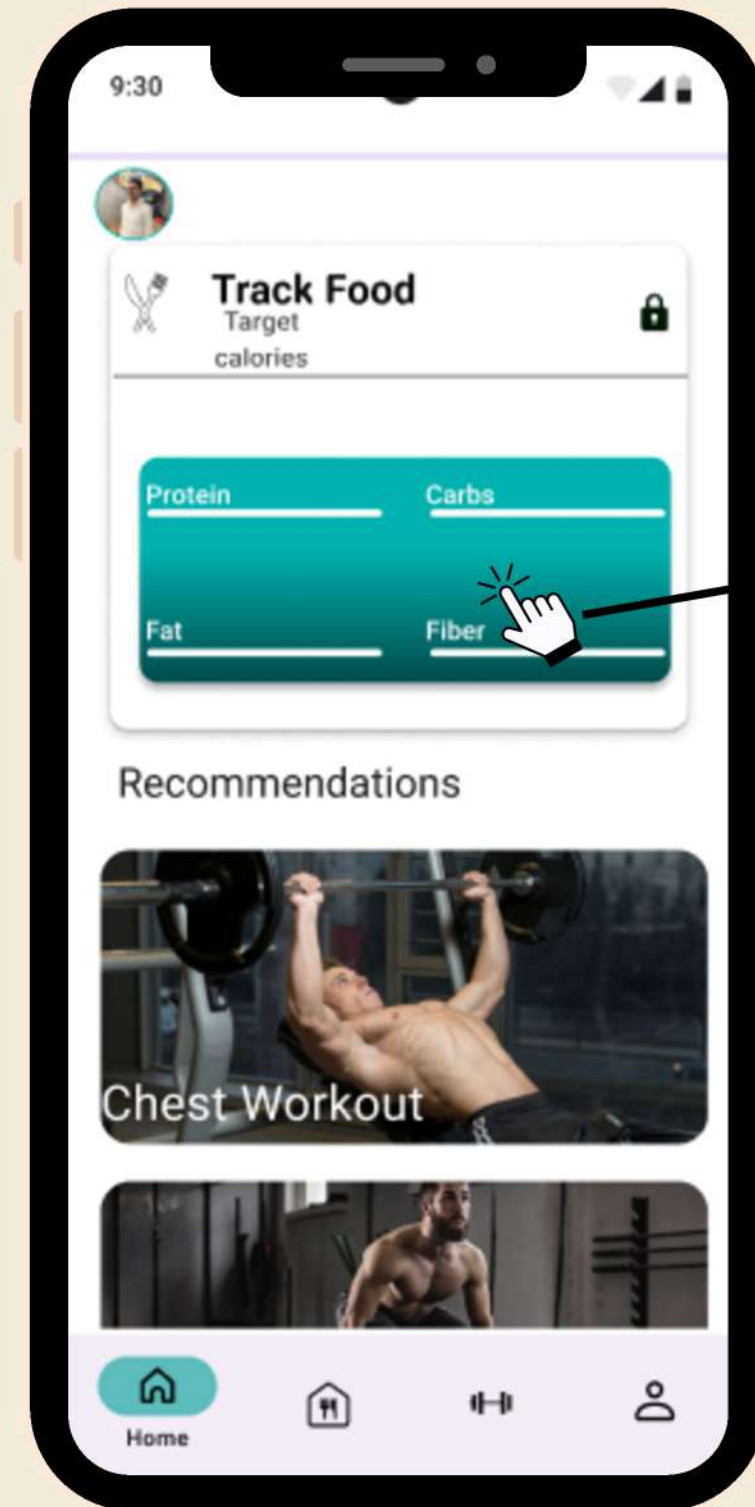 9:30
Track Food
Target
calories
Protein
Carbs
Fat
Fiber
Recommendations
Chest Workout
Home